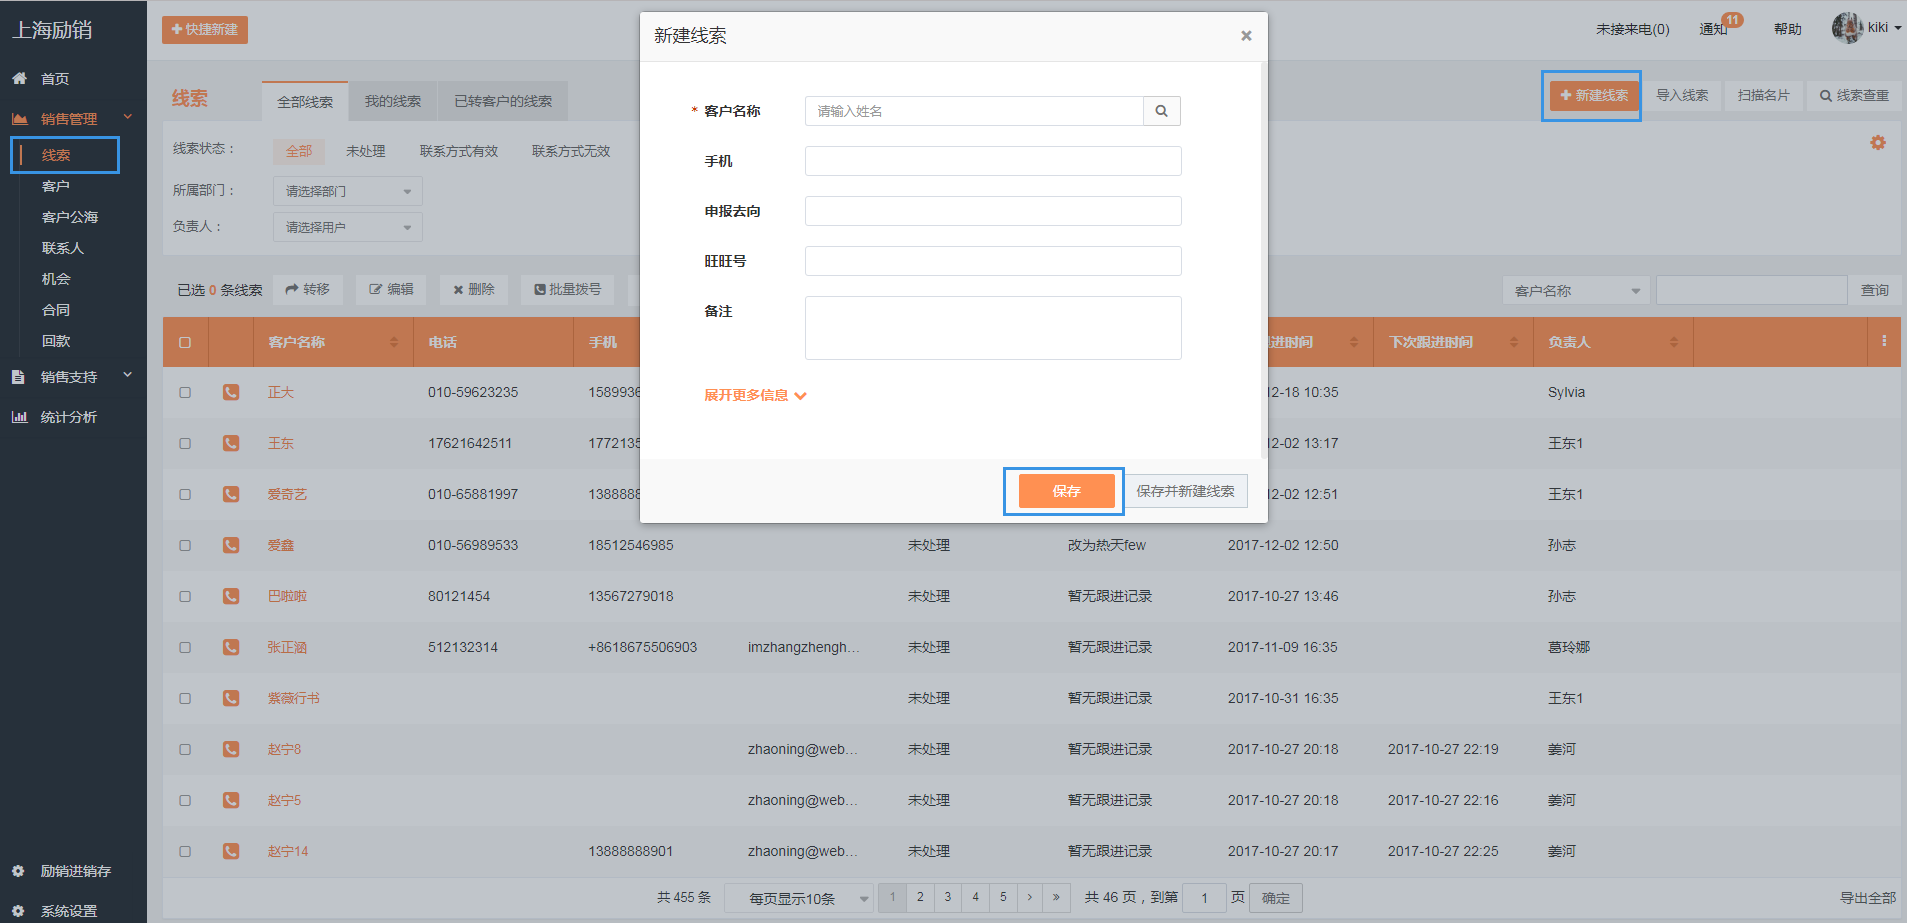 上海励销
快捷新建
未接来电(0)
通知
11
帮助
kiki
首页
销售管理
线索
客户
客户公海
联系人
机会
合同
回款
销售支持
统计分析
励销进销存
系统设置
线索
全部线索
我的线索
已转客户的线索
新建线索
导入线索
扫描名片
线索查重
线索状态：
全部
未处理
联系方式有效
联系方式无效
所属部门：
请选择部门
负责人：
请选择用户
已选 0 条线索
转移
编辑
删除
批量拨号
客户名称
查询
新建线索
×
* 客户名称
请输入姓名
手机
申报去向
旺旺号
备注
展开更多信息
保存
保存并新建线索
客户名称 电话 手机 进时间 下次跟进时间 负责人
正大 010-59623235 1589936 12-18 10:35 Sylvia
王东 17621642511 1772135 12-02 13:17 王东1
爱奇艺 010-65881997 1388888 12-02 12:51 王东1
爱鑫 010-56989533 18512546985 未处理 改为热天few 2017-12-02 12:50 孙志
巴啦啦 80121454 13567279018 未处理 暂无跟进记录 2017-10-27 13:46 孙志
张正涵 512132314 +8618675506903 imzhangzhengh... 未处理 暂无跟进记录 2017-11-09 16:35 葛玲娜
紫薇行书 未处理 暂无跟进记录 2017-10-31 16:35 王东1
赵宁8 zhaoning@web... 未处理 暂无跟进记录 2017-10-27 20:18 2017-10-27 22:19 姜河
赵宁5 zhaoning@web... 未处理 暂无跟进记录 2017-10-27 20:18 2017-10-27 22:16 姜河
赵宁14 13888888901 zhaoning@web... 未处理 暂无跟进记录 2017-10-27 20:17 2017-10-27 22:25 姜河
共 455 条 每页显示10条 1 2 3 4 5 › » 共 46 页，到第 1 页 确定
导出全部